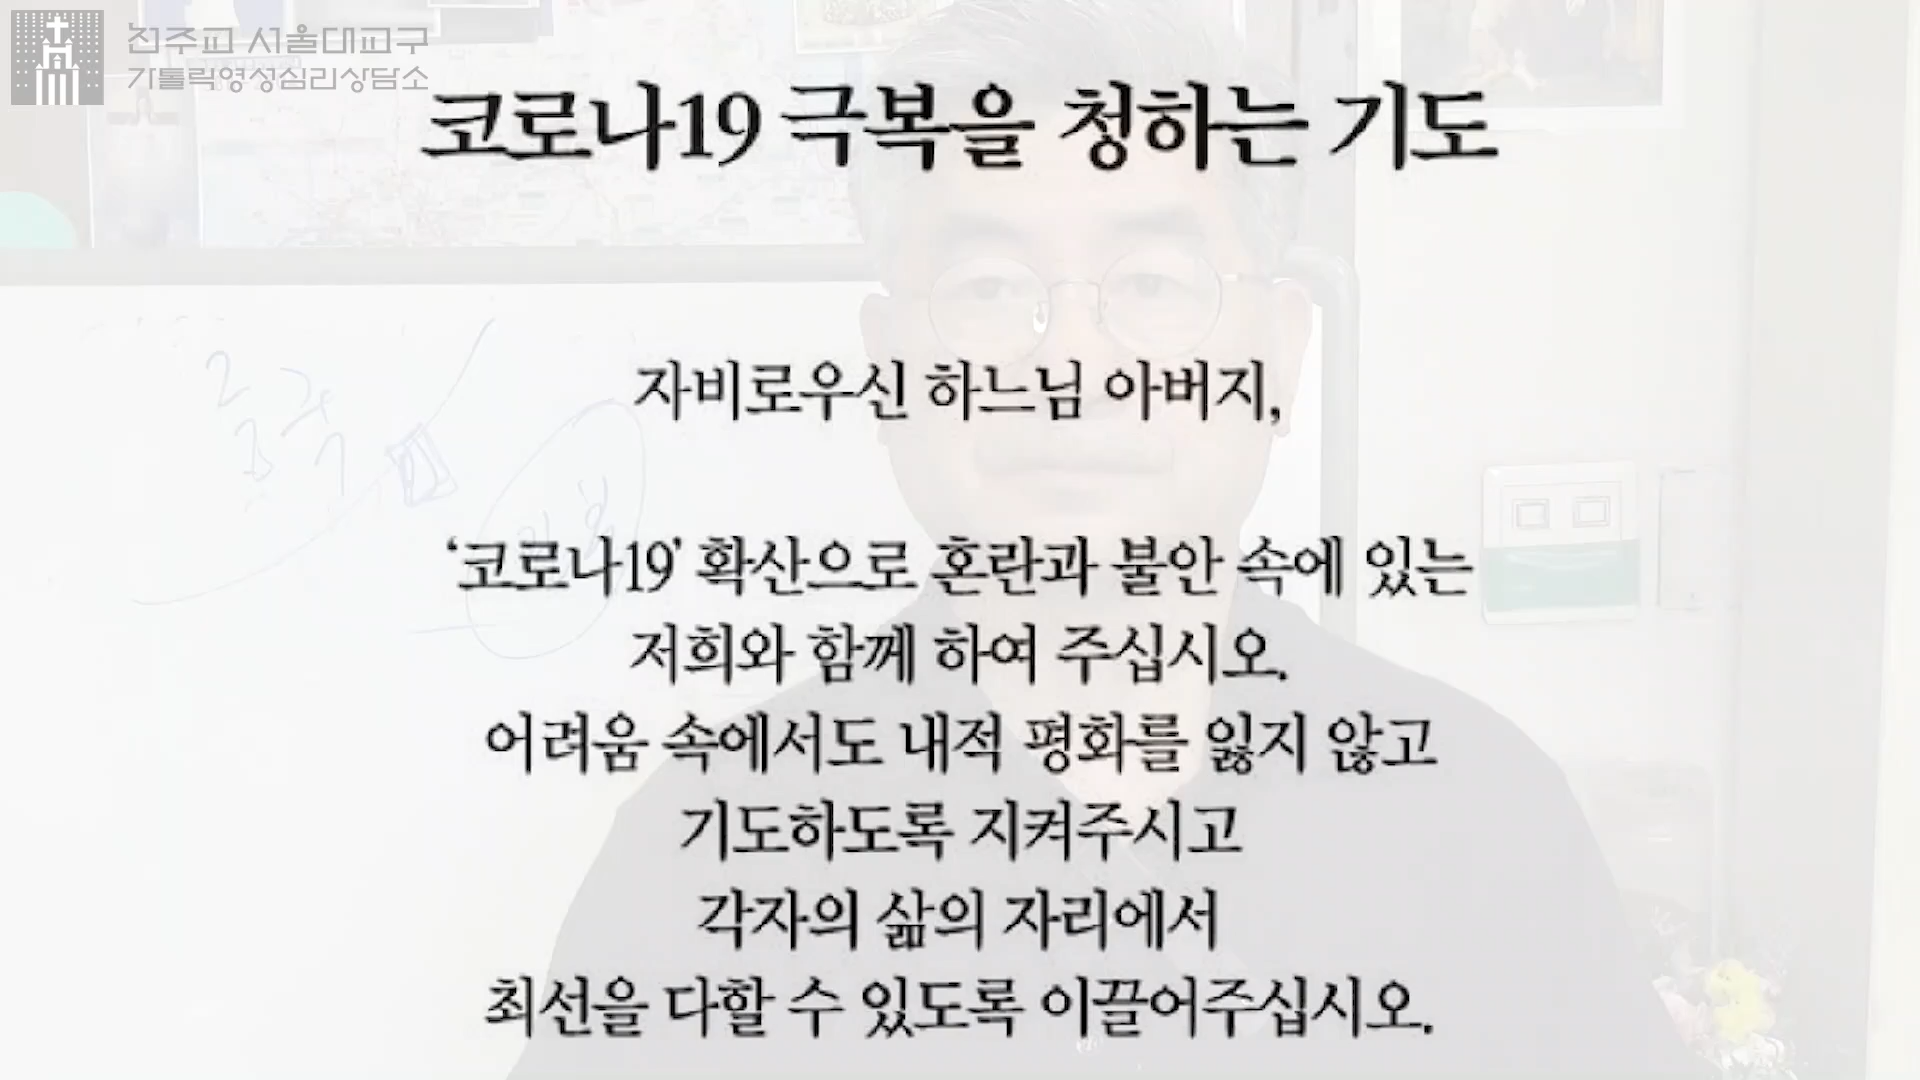 천주교 서울대교구
가톨릭영성심리상담소
코로나19 극복을 청하는 기도
자비로우신 하느님 아버지,
‘코로나19’ 확산으로 혼란과 불안 속에 있는
저희와 함께 하여 주십시오.
어려움 속에서도 내적 평화를 잃지 않고
기도하도록 지켜주시고
각자의 삶의 자리에서
최선을 다할 수 있도록 이끌어주십시오.